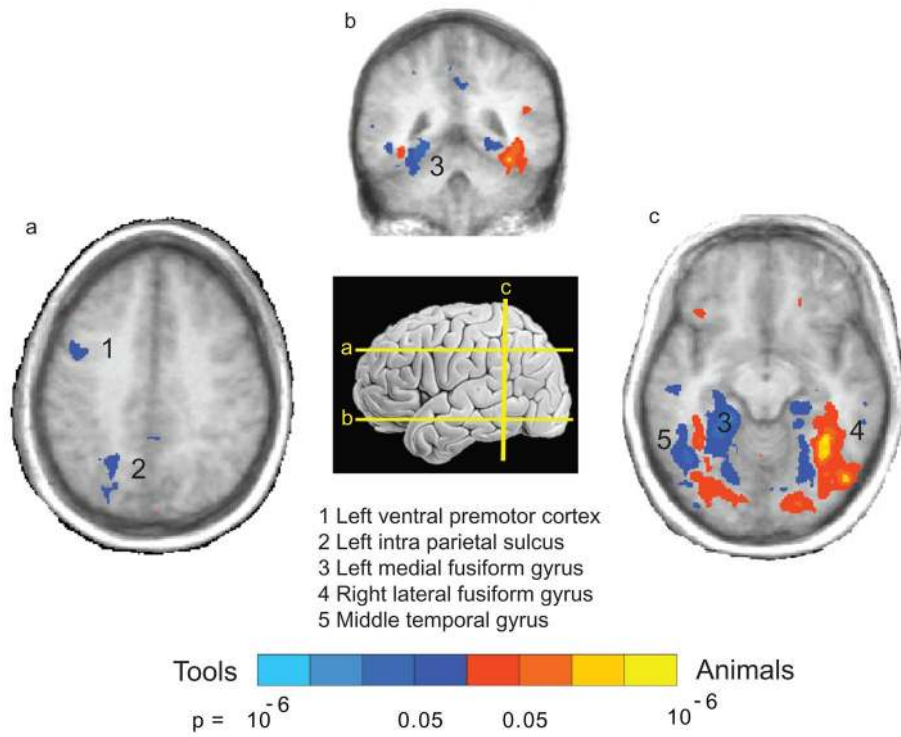 b
3
a
1
2
c
3
5
4
c
a
b
1 Left ventral premotor cortex
2 Left intra parietal sulcus
3 Left medial fusiform gyrus
4 Right lateral fusiform gyrus
5 Middle temporal gyrus
Tools Animals
p = 10^-6 0.05 0.05 10^-6